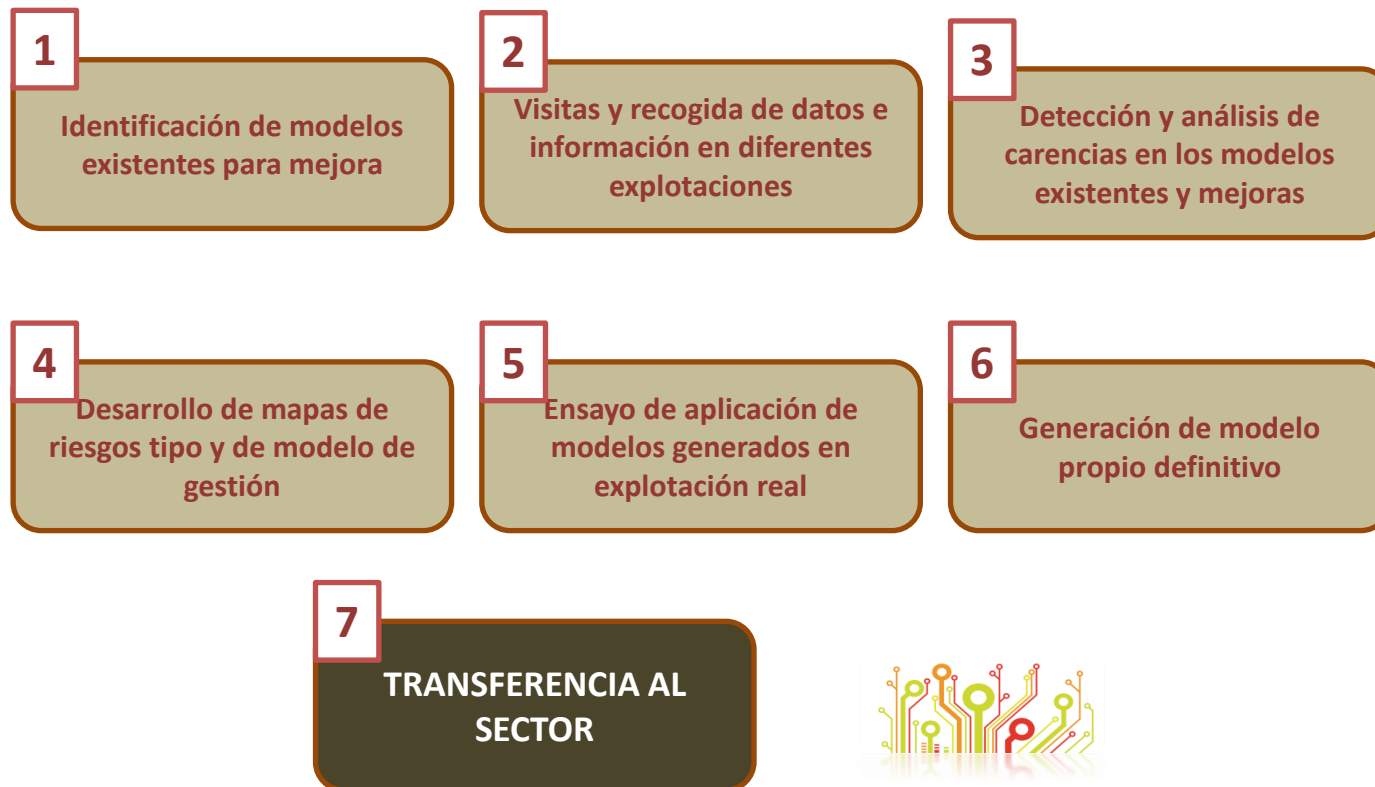 1
Identificación de modelos
existentes para mejora
2
Visitas y recogida de datos e
información en diferentes
explotaciones
3
Detección y análisis de
carencias en los modelos
existentes y mejoras
4
Desarrollo de mapas de
riesgos tipo y de modelo de
gestión
5
Ensayo de aplicación de
modelos generados en
explotación real
6
Generación de modelo
propio definitivo
7
TRANSFERENCIA AL
SECTOR